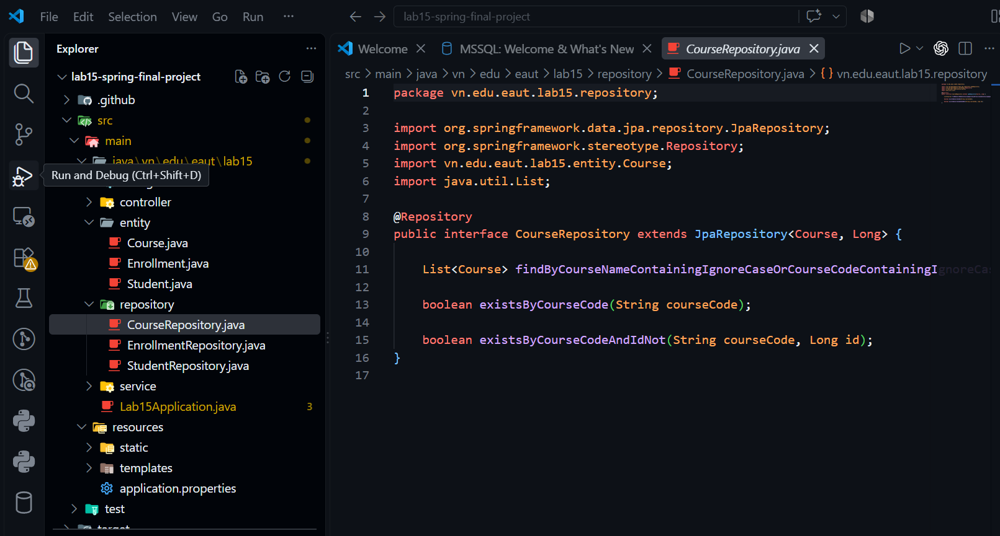 File Edit Selection View Go Run ···
lab15-spring-final-project
Explorer
Welcome
MSSQL: Welcome & What's New
CourseRepository.java
src > main > java > vn > edu > eaut > lab15 > repository > CourseRepository.java > { } vn.edu.eaut.lab15.repository
lab15-spring-final-project
.github
src
main
java\vn\edu\eaut\lab15
Run and Debug (Ctrl+Shift+D)
controller
entity
Course.java
Enrollment.java
Student.java
repository
CourseRepository.java
EnrollmentRepository.java
StudentRepository.java
service
Lab15Application.java 3
resources
static
templates
application.properties
test
target
1 package vn.edu.eaut.lab15.repository;
2
3 import org.springframework.data.jpa.repository.JpaRepository;
4 import org.springframework.stereotype.Repository;
5 import vn.edu.eaut.lab15.entity.Course;
6 import java.util.List;
7
8 @Repository
9 public interface CourseRepository extends JpaRepository<Course, Long> {
10
11 List<Course> findByCourseNameContainingIgnoreCaseOrCourseCodeContainingIgnoreCas
12
13 boolean existsByCourseCode(String courseCode);
14
15 boolean existsByCourseCodeAndIdNot(String courseCode, Long id);
16 }
17